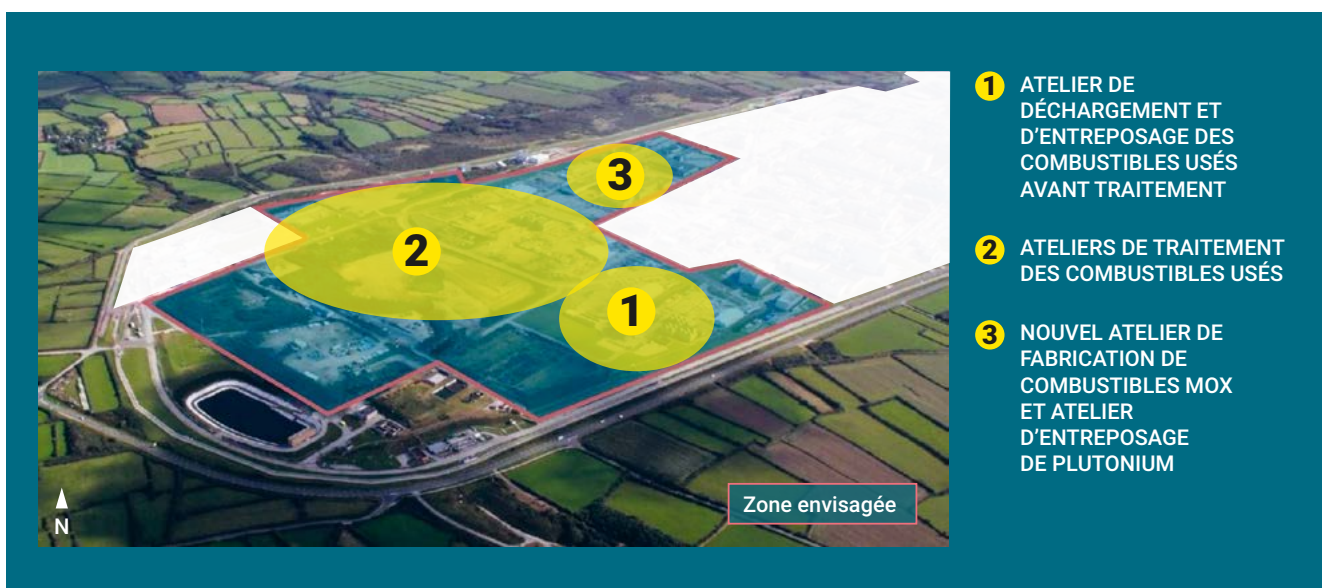 3
2
1
Zone envisagée
N
1 ATELIER DE
DÉCHARGEMENT ET
D’ENTREPOSAGE DES
COMBUSTIBLES USÉS
AVANT TRAITEMENT
2 ATELIERS DE TRAITEMENT
DES COMBUSTIBLES USÉS
3 NOUVEL ATELIER DE
FABRICATION DE
COMBUSTIBLES MOX
ET ATELIER
D’ENTREPOSAGE
DE PLUTONIUM